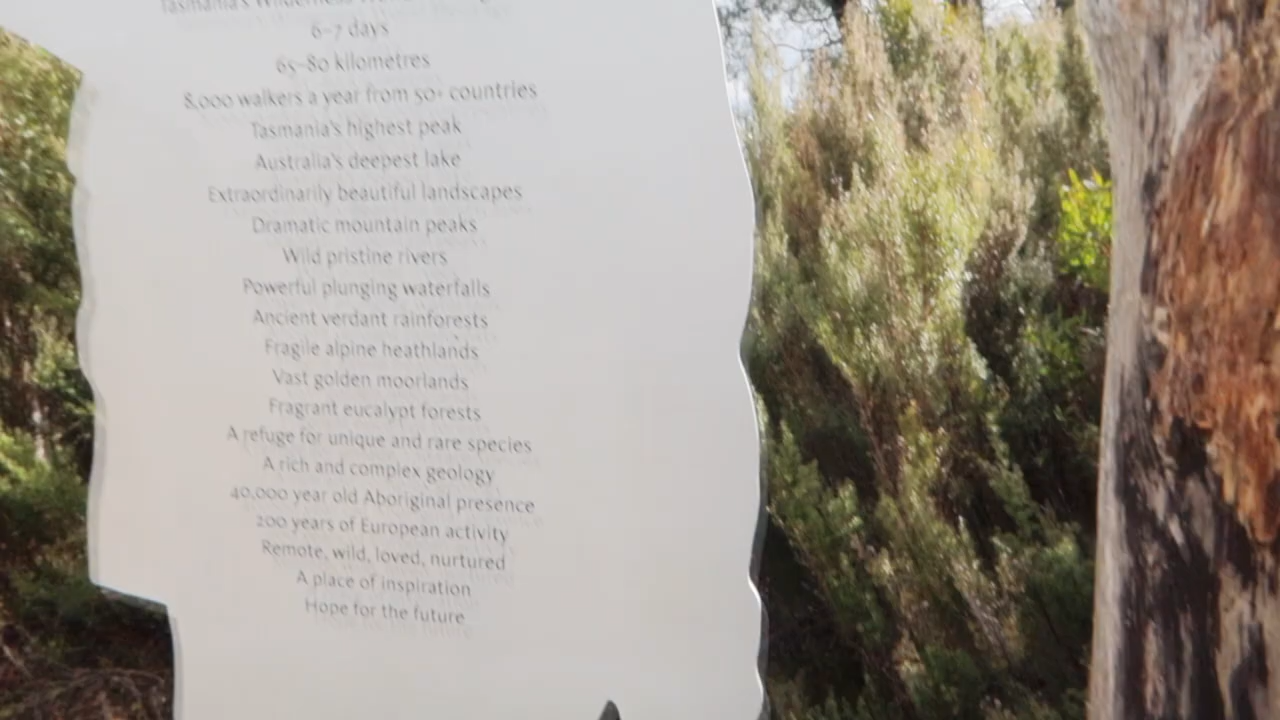 Tasmania's Wilderness
6–7 days
65–80 kilometres
8,000 walkers a year from 50+ countries
Tasmania's highest peak
Australia's deepest lake
Extraordinarily beautiful landscapes
Dramatic mountain peaks
Wild pristine rivers
Powerful plunging waterfalls
Ancient verdant rainforests
Fragile alpine heathlands
Vast golden moorlands
Fragrant eucalypt forests
A refuge for unique and rare species
A rich and complex geology
40,000 year old Aboriginal presence
200 years of European activity
Remote, wild, loved, nurtured
A place of inspiration
Hope for the future